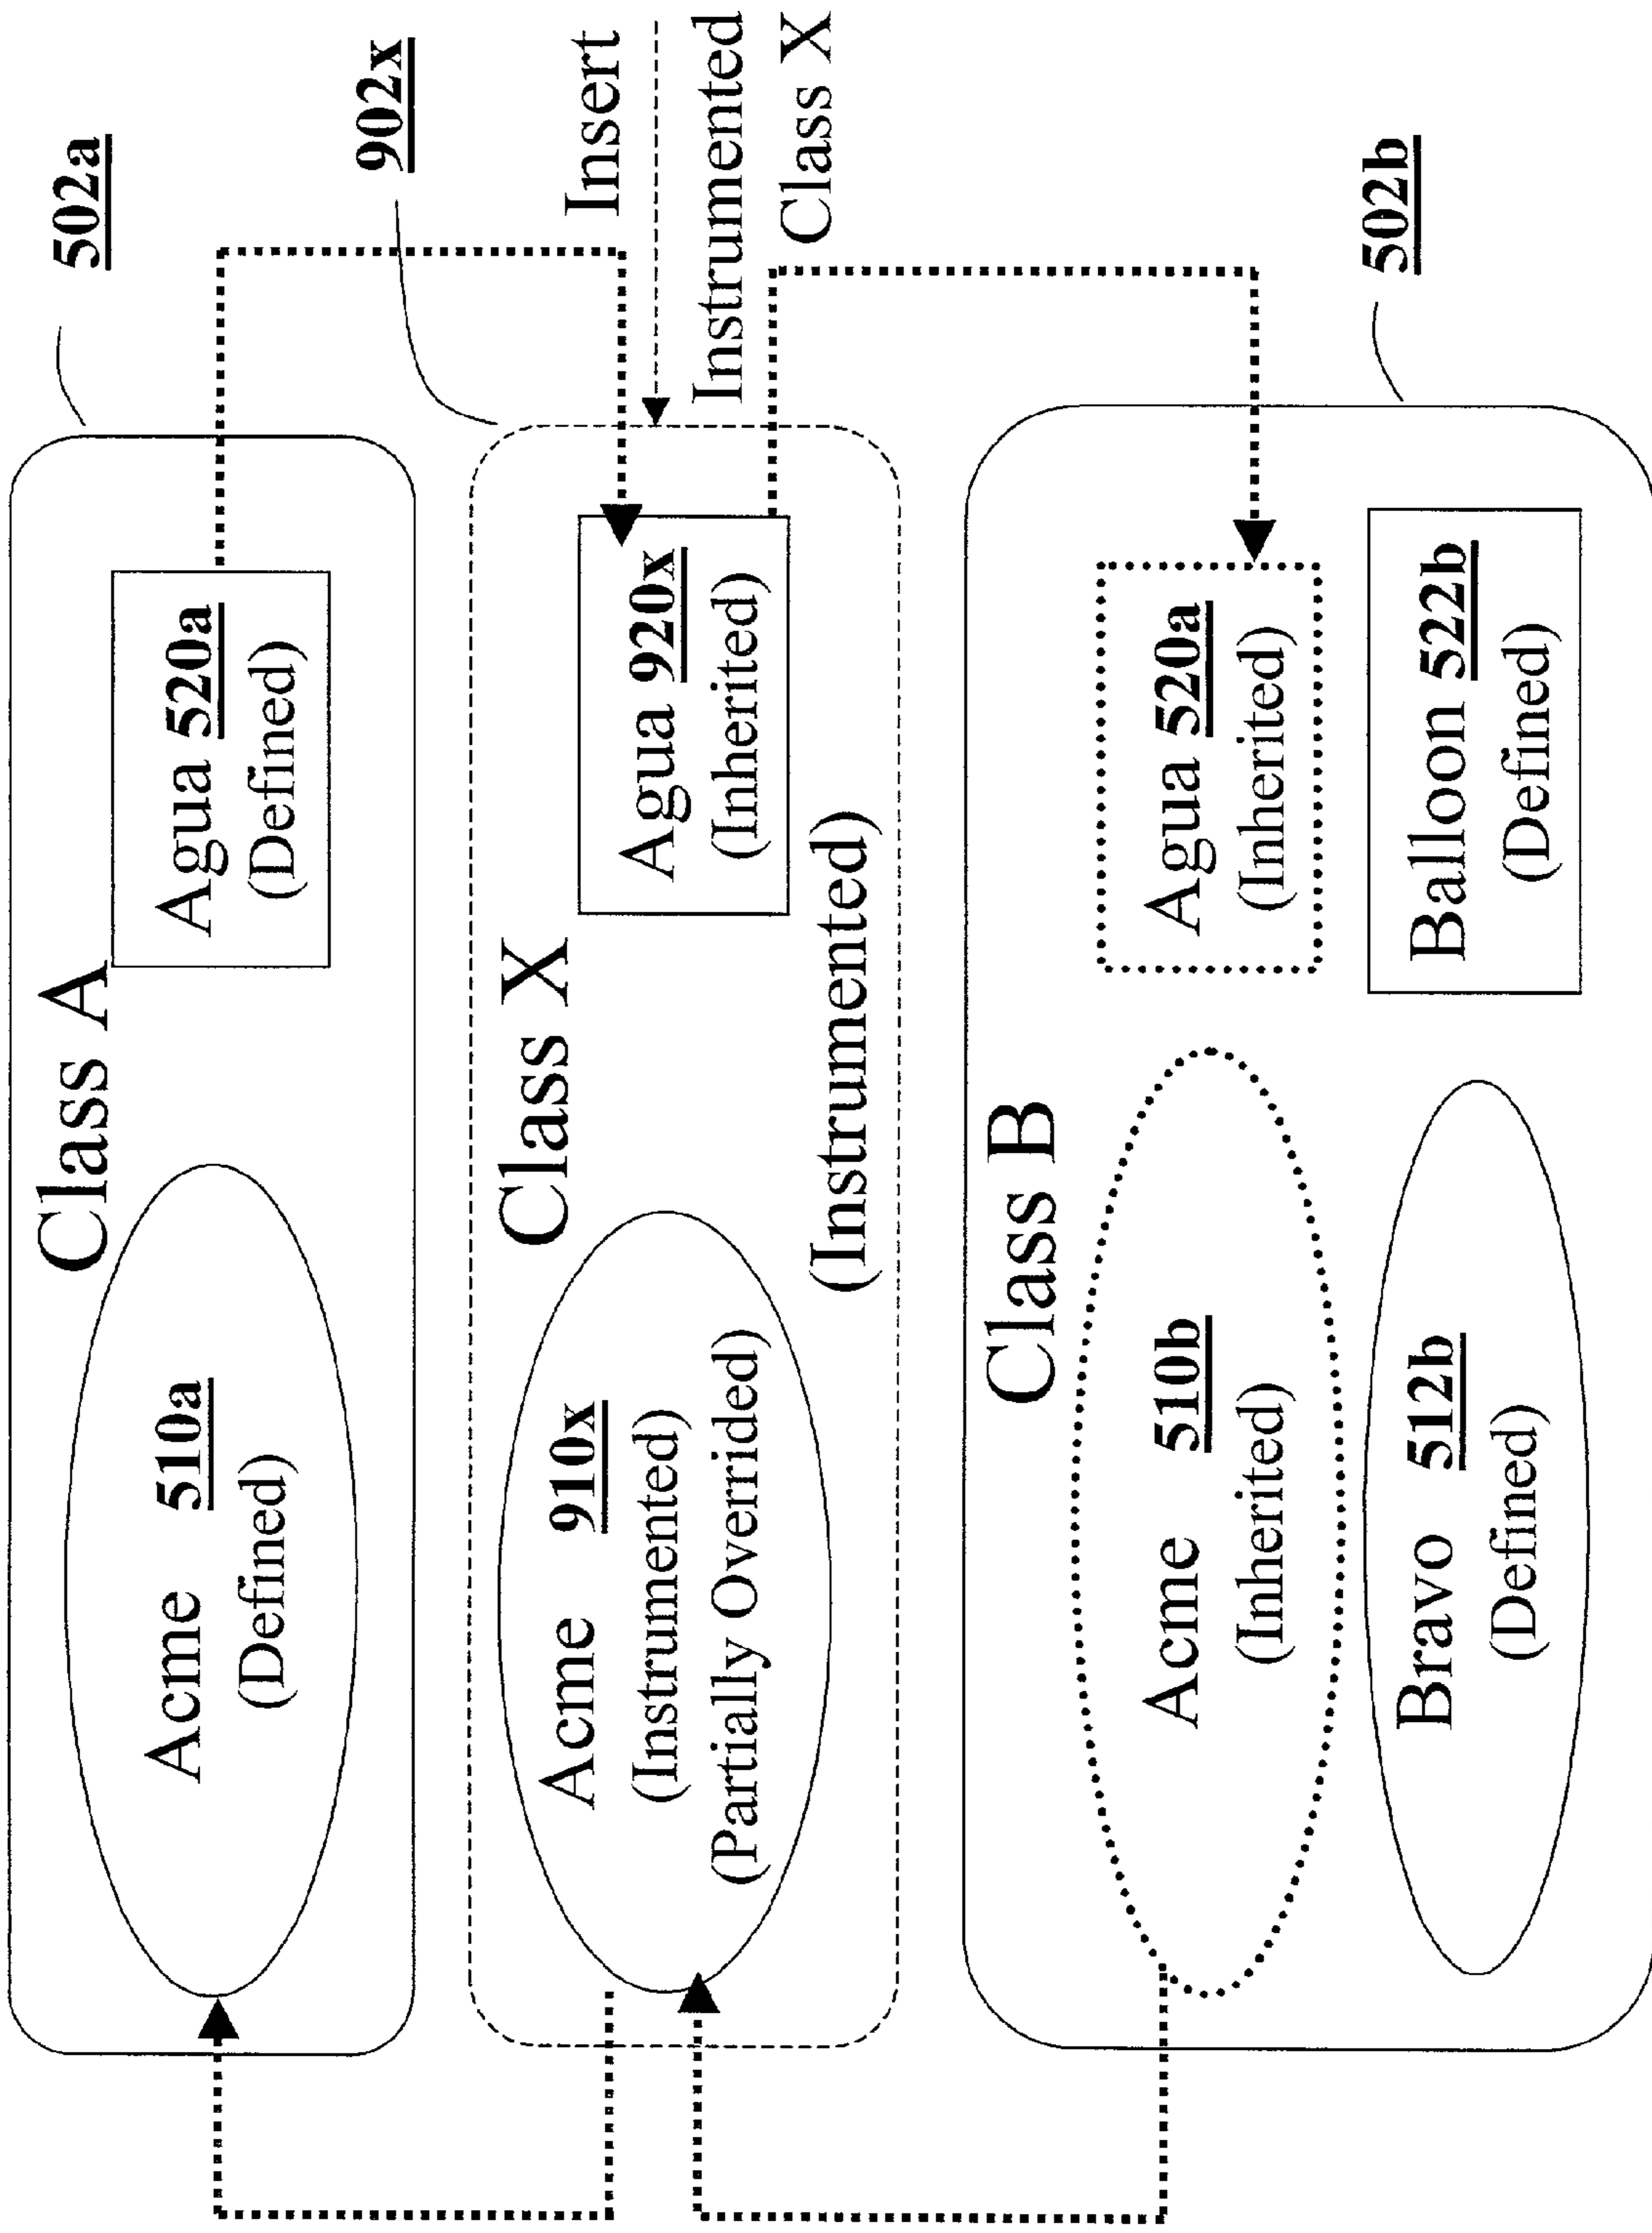 502a
Class A
Acme 510a
(Defined)
Agua 520a
(Defined)
902x
Insert
Instrumented
Class X
Class X
Acme 910x
(Instrumented)
(Partially Overrided)
Agua 920x
(Inherited)
(Instrumented)
Class B
502b
Acme 510b
(Inherited)
Agua 520a
(Inherited)
Bravo 512b
(Defined)
Balloon 522b
(Defined)